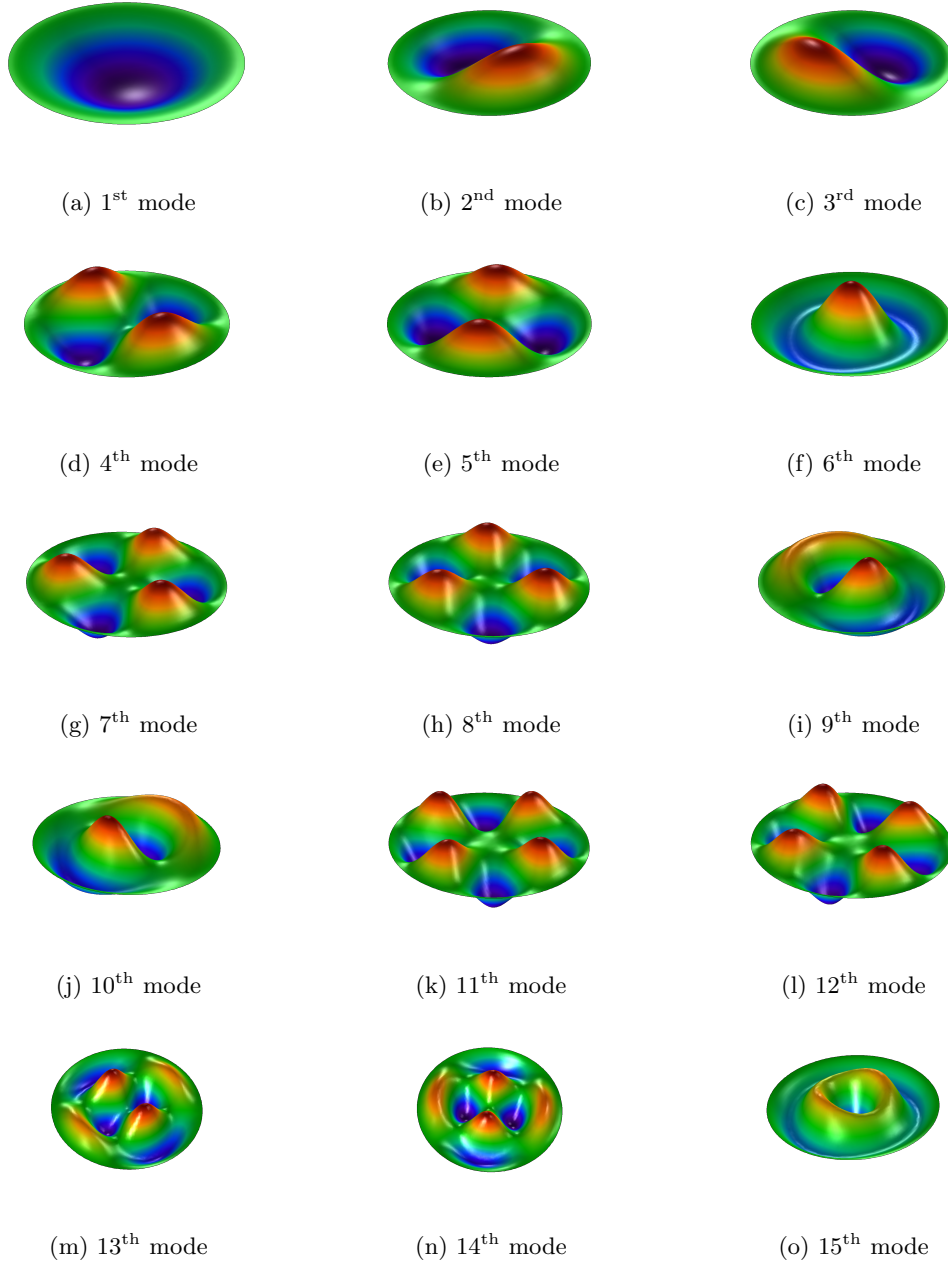 (a) 1st mode
(b) 2nd mode
(c) 3rd mode
(d) 4th mode
(e) 5th mode
(f) 6th mode
(g) 7th mode
(h) 8th mode
(i) 9th mode
(j) 10th mode
(k) 11th mode
(l) 12th mode
(m) 13th mode
(n) 14th mode
(o) 15th mode